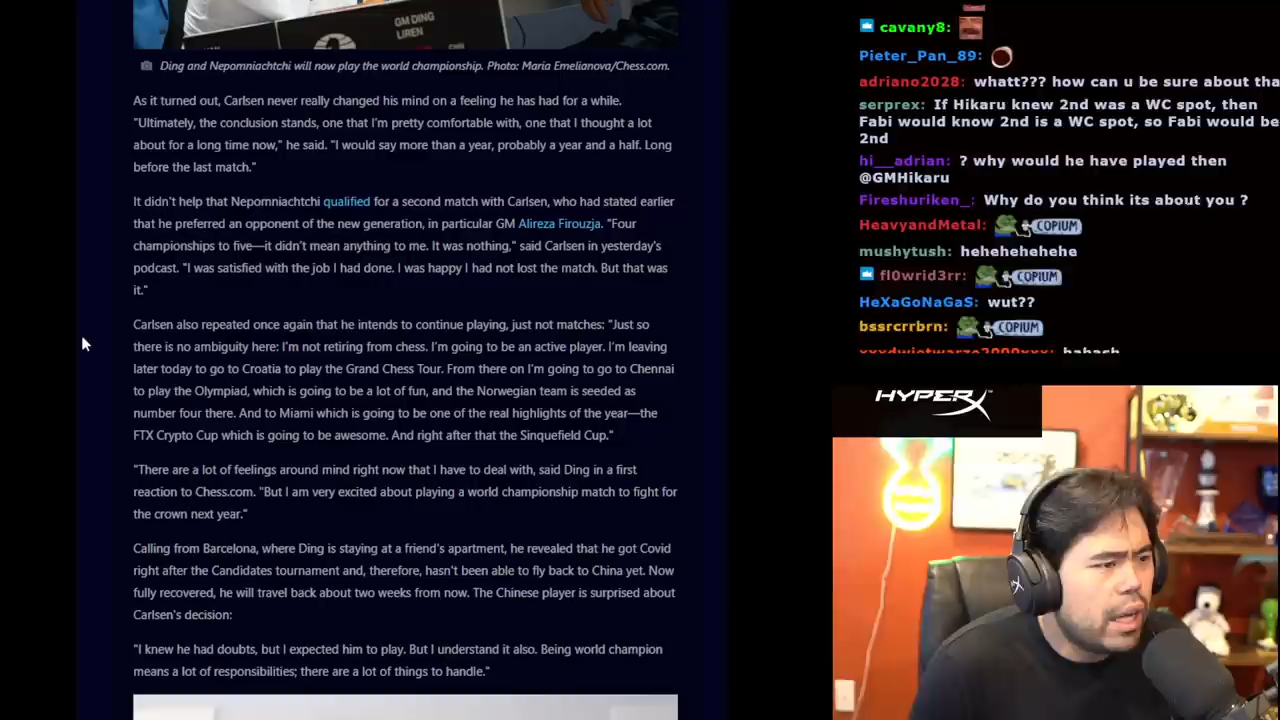 GM DING
LIREN
Ding and Nepomniachtchi will now play the world championship. Photo: Maria Emelianova/Chess.com.
As it turned out, Carlsen never really changed his mind on a feeling he has had for a while.
"Ultimately, the conclusion stands, one that I'm pretty comfortable with, one that I thought a lot
about for a long time now," he said. "I would say more than a year, probably a year and a half. Long
before the last match."
It didn't help that Nepomniachtchi qualified for a second match with Carlsen, who had stated earlier
that he preferred an opponent of the new generation, in particular GM Alireza Firouzja. "Four
championships to five—it didn't mean anything to me. It was nothing," said Carlsen in yesterday's
podcast. "I was satisfied with the job I had done. I was happy I had not lost the match. But that was
it."
Carlsen also repeated once again that he intends to continue playing, just not matches: "Just so
there is no ambiguity here: I'm not retiring from chess. I'm going to be an active player. I'm leaving
later today to go to Croatia to play the Grand Chess Tour. From there on I'm going to go to Chennai
to play the Olympiad, which is going to be a lot of fun, and the Norwegian team is seeded as
number four there. And to Miami which is going to be one of the real highlights of the year—the
FTX Crypto Cup which is going to be awesome. And right after that the Sinquefield Cup."
"There are a lot of feelings around mind right now that I have to deal with, said Ding in a first
reaction to Chess.com. "But I am very excited about playing a world championship match to fight for
the crown next year."
Calling from Barcelona, where Ding is staying at a friend's apartment, he revealed that he got Covid
right after the Candidates tournament and, therefore, hasn't been able to fly back to China yet. Now
fully recovered, he will travel back about two weeks from now. The Chinese player is surprised about
Carlsen's decision:
"I knew he had doubts, but I expected him to play. But I understand it also. Being world champion
means a lot of responsibilities; there are a lot of things to handle."
cavany8:
Pieter_Pan_89:
adriano2028: whatt??? how can u be sure about tha
serprex: If Hikaru knew 2nd was a WC spot, then
Fabi would know 2nd is a WC spot, so Fabi would be
2nd
hi__adrian: ? why would he have played then
@GMHikaru
Fireshuriken_: Why do you think its about you ?
HeavyandMetal: COPIUM
mushytush: hehehehehehe
fl0wrid3rr: COPIUM
HeXaGoNaGaS: wut??
bssrcrrbrn: COPIUM
HYPERX